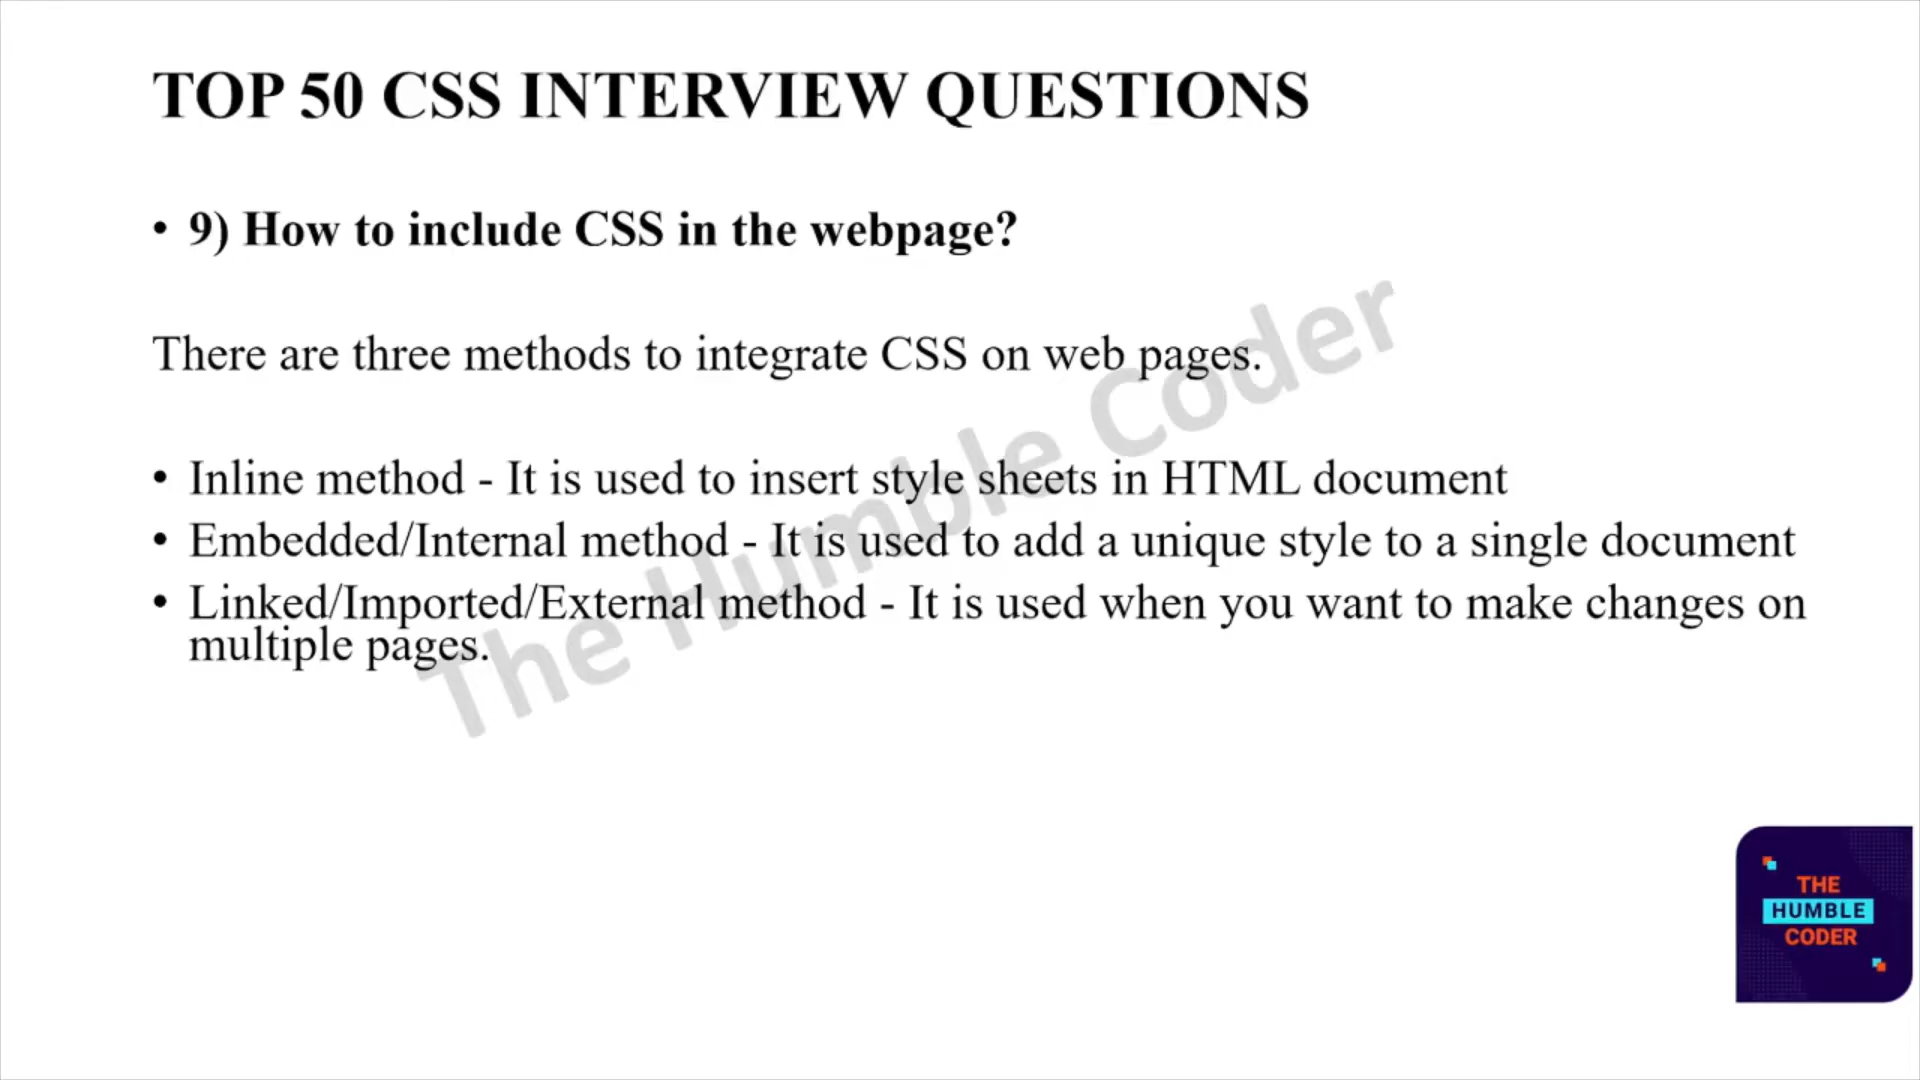 TOP 50 CSS INTERVIEW QUESTIONS
• 9) How to include CSS in the webpage?
There are three methods to integrate CSS on web pages.
• Inline method - It is used to insert style sheets in HTML document
• Embedded/Internal method - It is used to add a unique style to a single document
• Linked/Imported/External method - It is used when you want to make changes on
multiple pages.
The Humble Coder
THE
HUMBLE
CODER